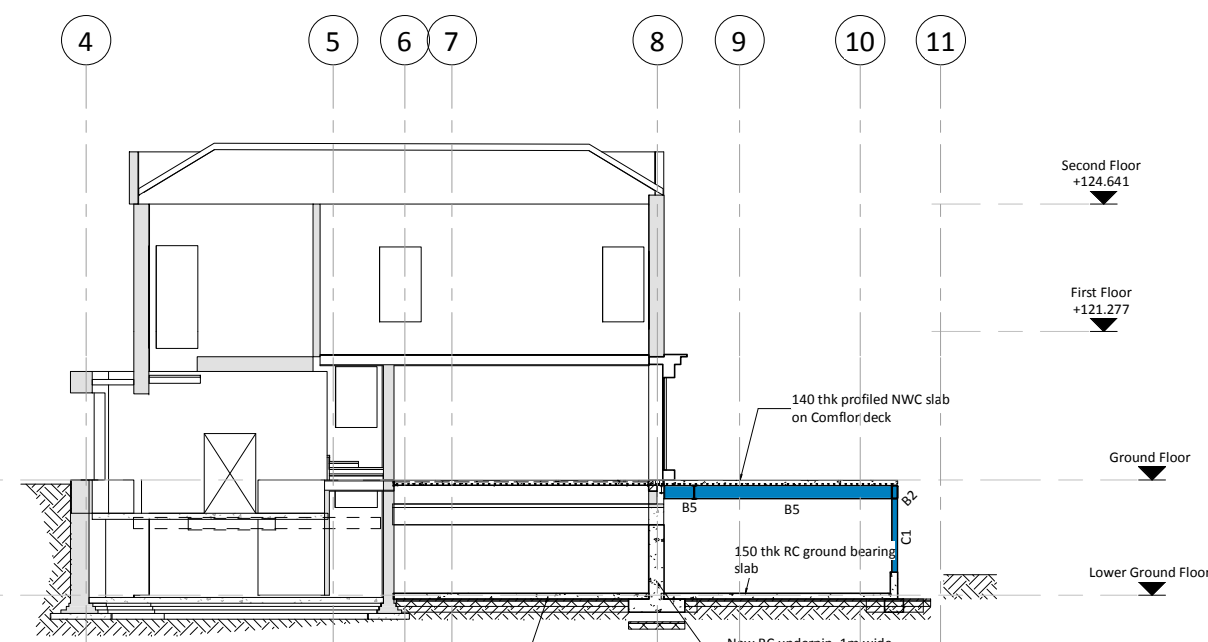 4 5 6 7 8 9 10 11
Second Floor
+124.641
First Floor
+121.277
140 thk profiled NWC slab
on Comflor deck
Ground Floor
B5 B5 B2
C1
150 thk RC ground bearing
slab
Lower Ground Floor
New RC underpin, 1m wide